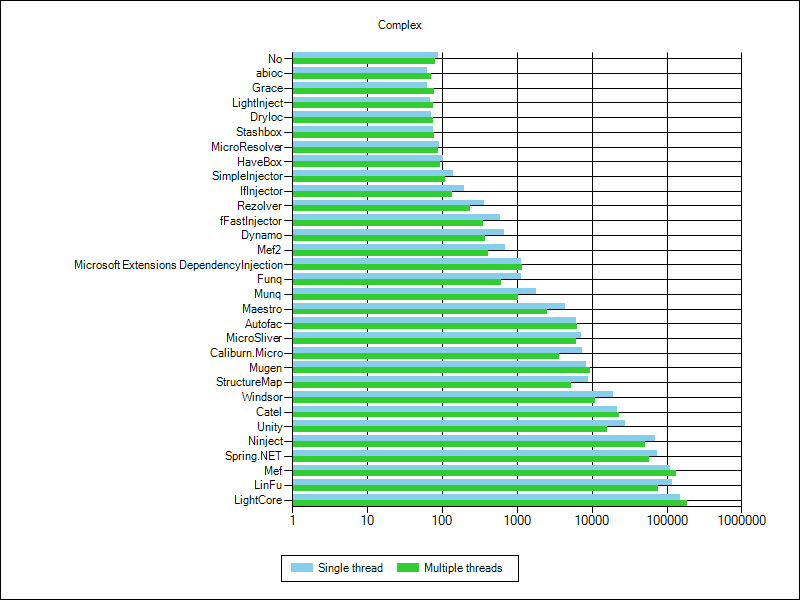 Complex
No
abioc
Grace
LightInject
DryIoc
Stashbox
MicroResolver
HaveBox
SimpleInjector
IfInjector
Rezolver
fFastInjector
Dynamo
Mef2
Microsoft Extensions DependencyInjection
Funq
Munq
Maestro
Autofac
MicroSliver
Caliburn.Micro
Mugen
StructureMap
Windsor
Catel
Unity
Ninject
Spring.NET
Mef
LinFu
LightCore
1 10 100 1000 10000 100000 1000000
Single thread Multiple threads